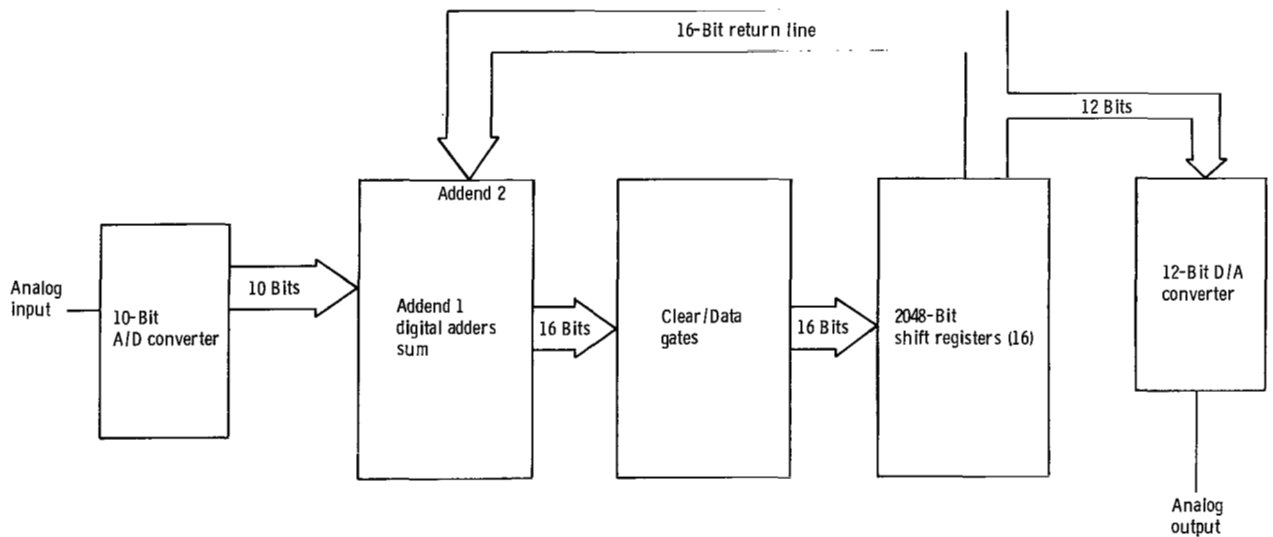 16-Bit return line
12 Bits
Addend 2
Analog
input
10-Bit
A/D converter
10 Bits
Addend 1
digital adders
sum
16 Bits
Clear/Data
gates
16 Bits
2048-Bit
shift registers (16)
12-Bit D/A
converter
Analog
output